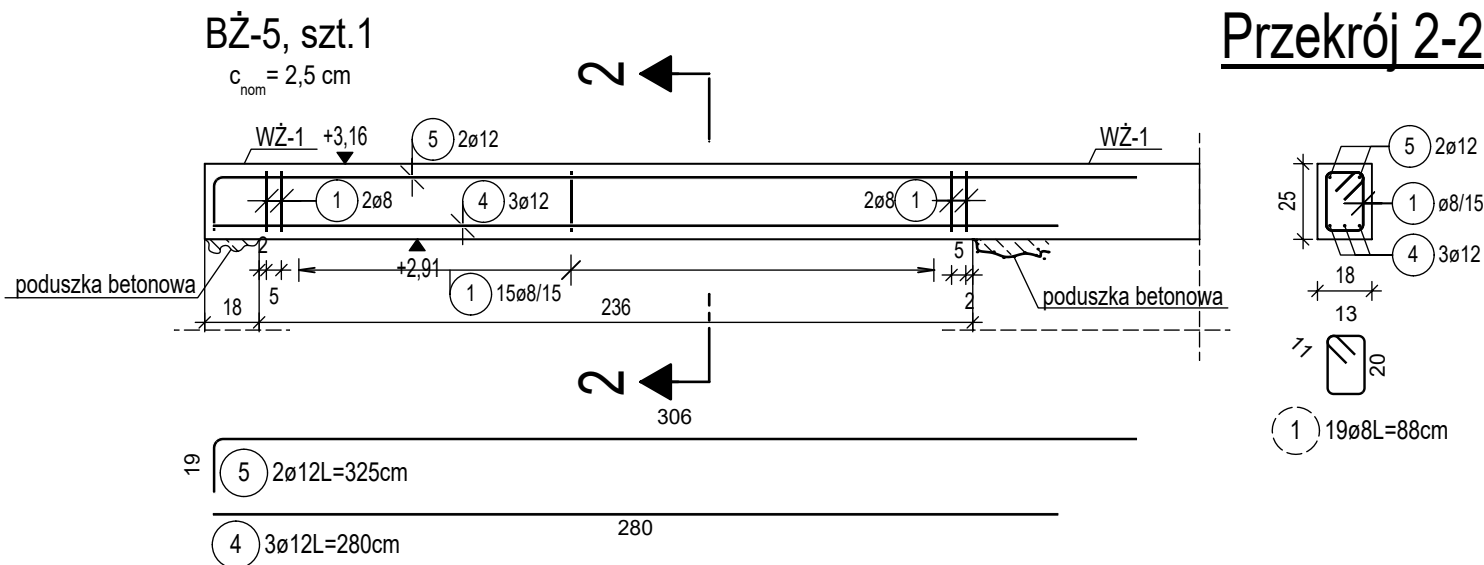 BŻ-5, szt.1
c nom = 2,5 cm
2
Przekrój 2-2
WŻ-1
+3,16
5 2ø12
WŻ-1
1 2ø8
4 3ø12
2ø8 1
5 2ø12
25
1 ø8/15
4 3ø12
18
2
5
+2,91
1 15ø8/15
5
2
poduszka betonowa
poduszka betonowa
18
236
13
11
20
1 19ø8L=88cm
2
306
19
5 2ø12L=325cm
280
4 3ø12L=280cm